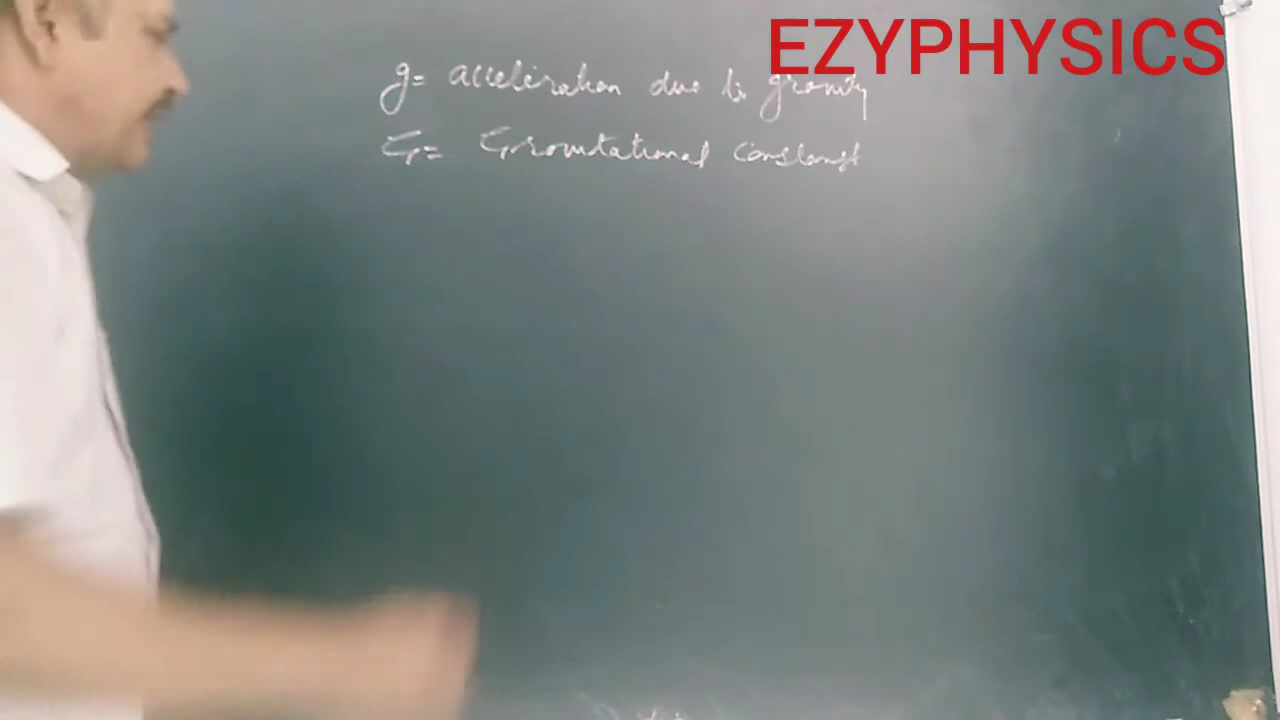 EZYPHYSICS
g= acceleration due to gravity
G= Gravitational Constant